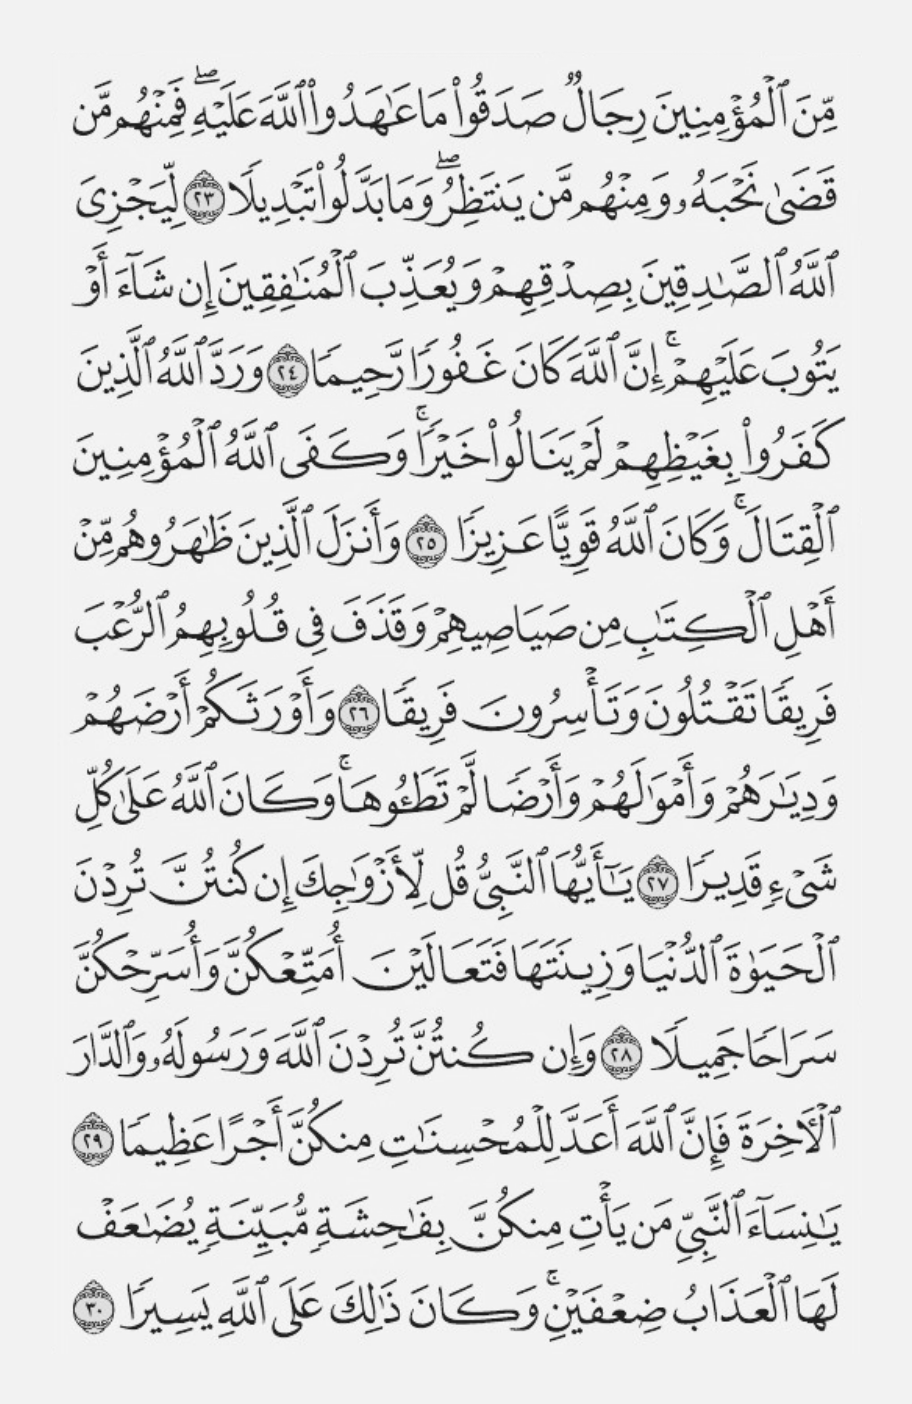 مِّنَ ٱلْمُؤْمِنِينَ رِجَالٌ صَدَقُوا۟ مَا عَـٰهَدُوا۟ ٱللَّهَ عَلَيْهِ ۖ فَمِنْهُم مَّن
قَضَىٰ نَحْبَهُۥ وَمِنْهُم مَّن يَنتَظِرُ ۖ وَمَا بَدَّلُوا۟ تَبْدِيلًا ٢٣ لِّيَجْزِىَ
ٱللَّهُ ٱلصَّـٰدِقِينَ بِصِدْقِهِمْ وَيُعَذِّبَ ٱلْمُنَـٰفِقِينَ إِن شَآءَ أَوْ
يَتُوبَ عَلَيْهِمْ ۚ إِنَّ ٱللَّهَ كَانَ غَفُورًا رَّحِيمًا ٢٤ وَرَدَّ ٱللَّهُ ٱلَّذِينَ
كَفَرُوا۟ بِغَيْظِهِمْ لَمْ يَنَالُوا۟ خَيْرًا ۚ وَكَفَى ٱللَّهُ ٱلْمُؤْمِنِينَ
ٱلْقِتَالَ ۚ وَكَانَ ٱللَّهُ قَوِيًّا عَزِيزًا ٢٥ وَأَنزَلَ ٱلَّذِينَ ظَـٰهَرُوهُم مِّنْ
أَهْلِ ٱلْكِتَـٰبِ مِن صَيَاصِيهِمْ وَقَذَفَ فِى قُلُوبِهِمُ ٱلرُّعْبَ
فَرِيقًا تَقْتُلُونَ وَتَأْسِرُونَ فَرِيقًا ٢٦ وَأَوْرَثَكُمْ أَرْضَهُمْ
وَدِيَـٰرَهُمْ وَأَمْوَٰلَهُمْ وَأَرْضًا لَّمْ تَطَـُٔوهَا ۚ وَكَانَ ٱللَّهُ عَلَىٰ كُلِّ
شَىْءٍ قَدِيرًا ٢٧ يَـٰٓأَيُّهَا ٱلنَّبِىُّ قُل لِّأَزْوَٰجِكَ إِن كُنتُنَّ تُرِدْنَ
ٱلْحَيَوٰةَ ٱلدُّنْيَا وَزِينَتَهَا فَتَعَالَيْنَ أُمَتِّعْكُنَّ وَأُسَرِّحْكُنَّ
سَرَاحًا جَمِيلًا ٢٨ وَإِن كُنتُنَّ تُرِدْنَ ٱللَّهَ وَرَسُولَهُۥ وَٱلدَّارَ
ٱلْـَٔاخِرَةَ فَإِنَّ ٱللَّهَ أَعَدَّ لِلْمُحْسِنَـٰتِ مِنكُنَّ أَجْرًا عَظِيمًا ٢٩
يَـٰنِسَآءَ ٱلنَّبِىِّ مَن يَأْتِ مِنكُنَّ بِفَـٰحِشَةٍ مُّبَيِّنَةٍ يُضَـٰعَفْ
لَهَا ٱلْعَذَابُ ضِعْفَيْنِ ۚ وَكَانَ ذَٰلِكَ عَلَى ٱللَّهِ يَسِيرًا ٣٠